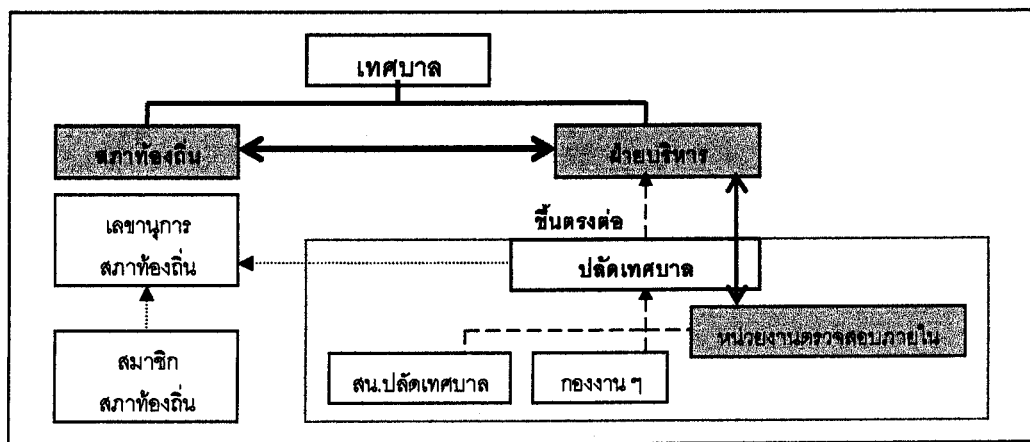 เทศบาล
สภาท้องถิ่น
ฝ่ายบริหาร
เลขานุการ
สภาท้องถิ่น
ขึ้นตรงต่อ
ปลัดเทศบาล
หน่วยงานตรวจสอบภายใน
สมาชิก
สภาท้องถิ่น
สน.ปลัดเทศบาล
กองงาน ๆ